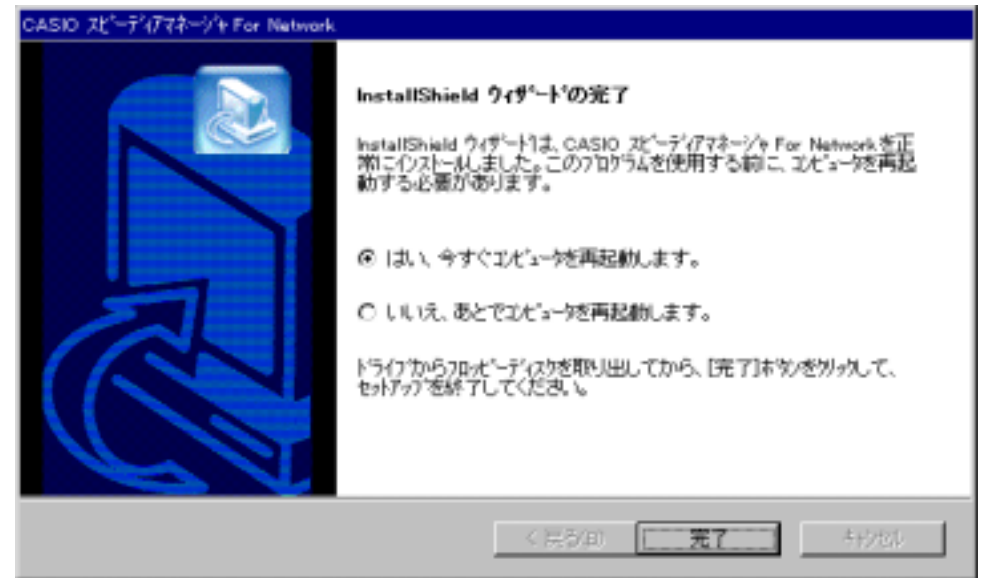 CASIO スピーディアマネージャ For Network
InstallShield ウィザードの完了
InstallShield ウィザードは、CASIO スピーディアマネージャ For Networkを正
常にインストールしました。このプログラムを使用する前に、コンピュータを再起
動する必要があります。
はい、今すぐコンピュータを再起動します。
いいえ、あとでコンピュータを再起動します。
ドライブからフロッピーディスクを取り出してから、[完了]ボタンをクリックして、
セットアップを終了してください。
< 戻る(B)
完了
キャンセル